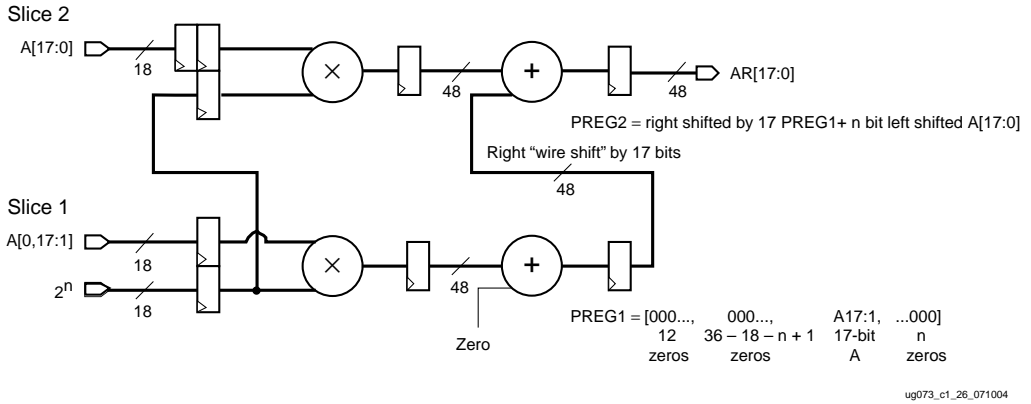 Slice 2
A[17:0]
18
×
48
+
48
AR[17:0]
PREG2 = right shifted by 17 PREG1+ n bit left shifted A[17:0]
Right “wire shift” by 17 bits
48
Slice 1
A[0,17:1]
18
2n
18
×
48
+
Zero
PREG1 = [000..., 000..., A17:1, ...000]
12 36 – 18 – n + 1 17-bit n
zeros zeros A zeros
ug073_c1_26_071004